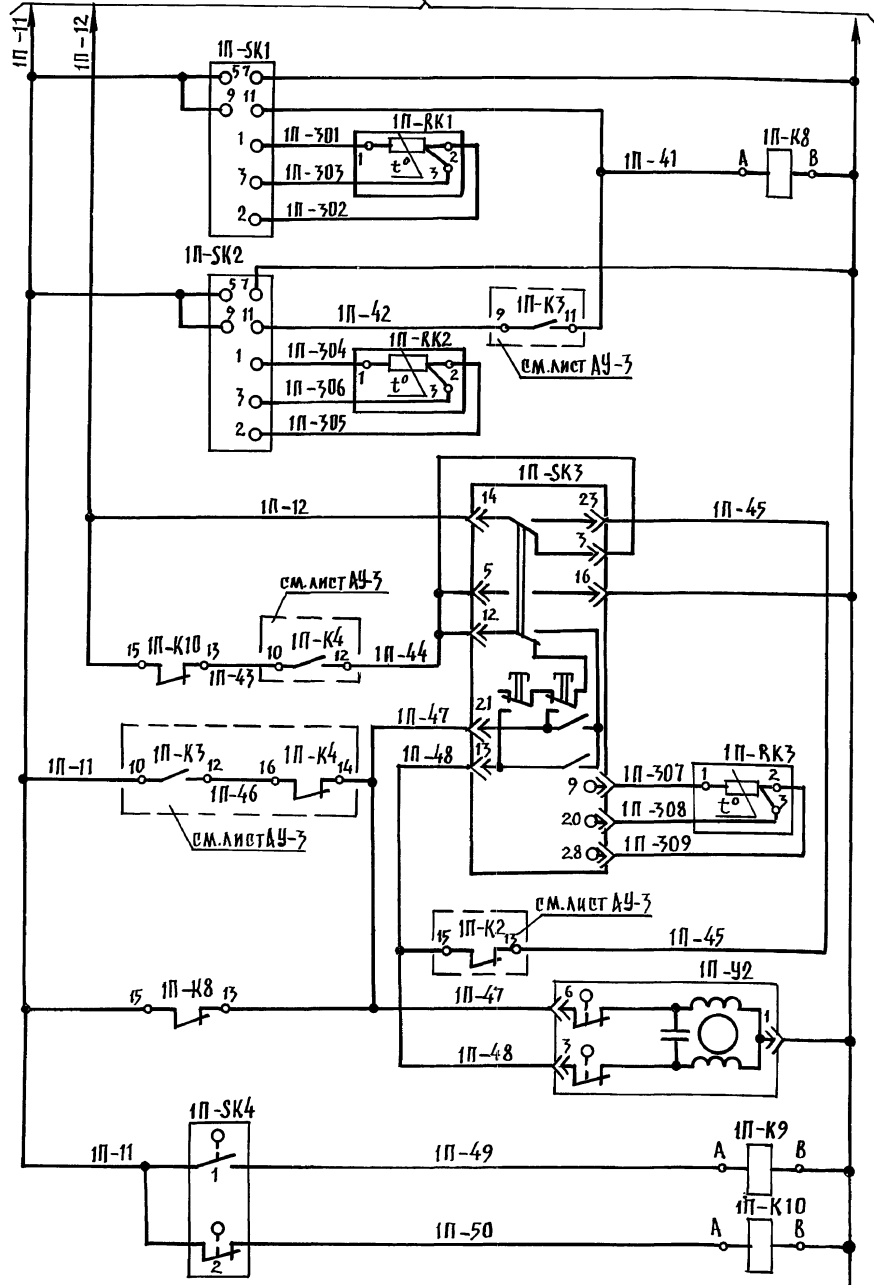 1П-11
1П-12
1П-SK1
5 7
9 11
1 1П-301
1П-RK1
1 2
t°
3
3 1П-303
2 1П-302
1П-41
1П-K8
A B
1П-SK2
5 7
9 11
1П-42
9 1П-K3 11
см. лист АУ-3
1 1П-304
1П-RK2
1 2
t°
3
3 1П-306
2 1П-305
1П-SK3
1П-12
14 23
1П-45
3
5 16
12
см. лист АУ-3
15 1П-K10 13
1П-43
10 1П-K4 12
1П-44
1П-47
21
1П-48
13
1П-11
10 1П-K3 12
1П-46
16 1П-K4 14
см. лист АУ-3
9 1П-307
1П-RK3
1 2
t°
3
20 1П-308
28 1П-309
см. лист АУ-3
15 1П-K2 13
1П-45
1П-У2
15 1П-K8 13
1П-47
6
1
1П-48
3
1П-SK4
1П-11
1
1П-49
1П-K9
A B
2
1П-50
1П-K10
A B